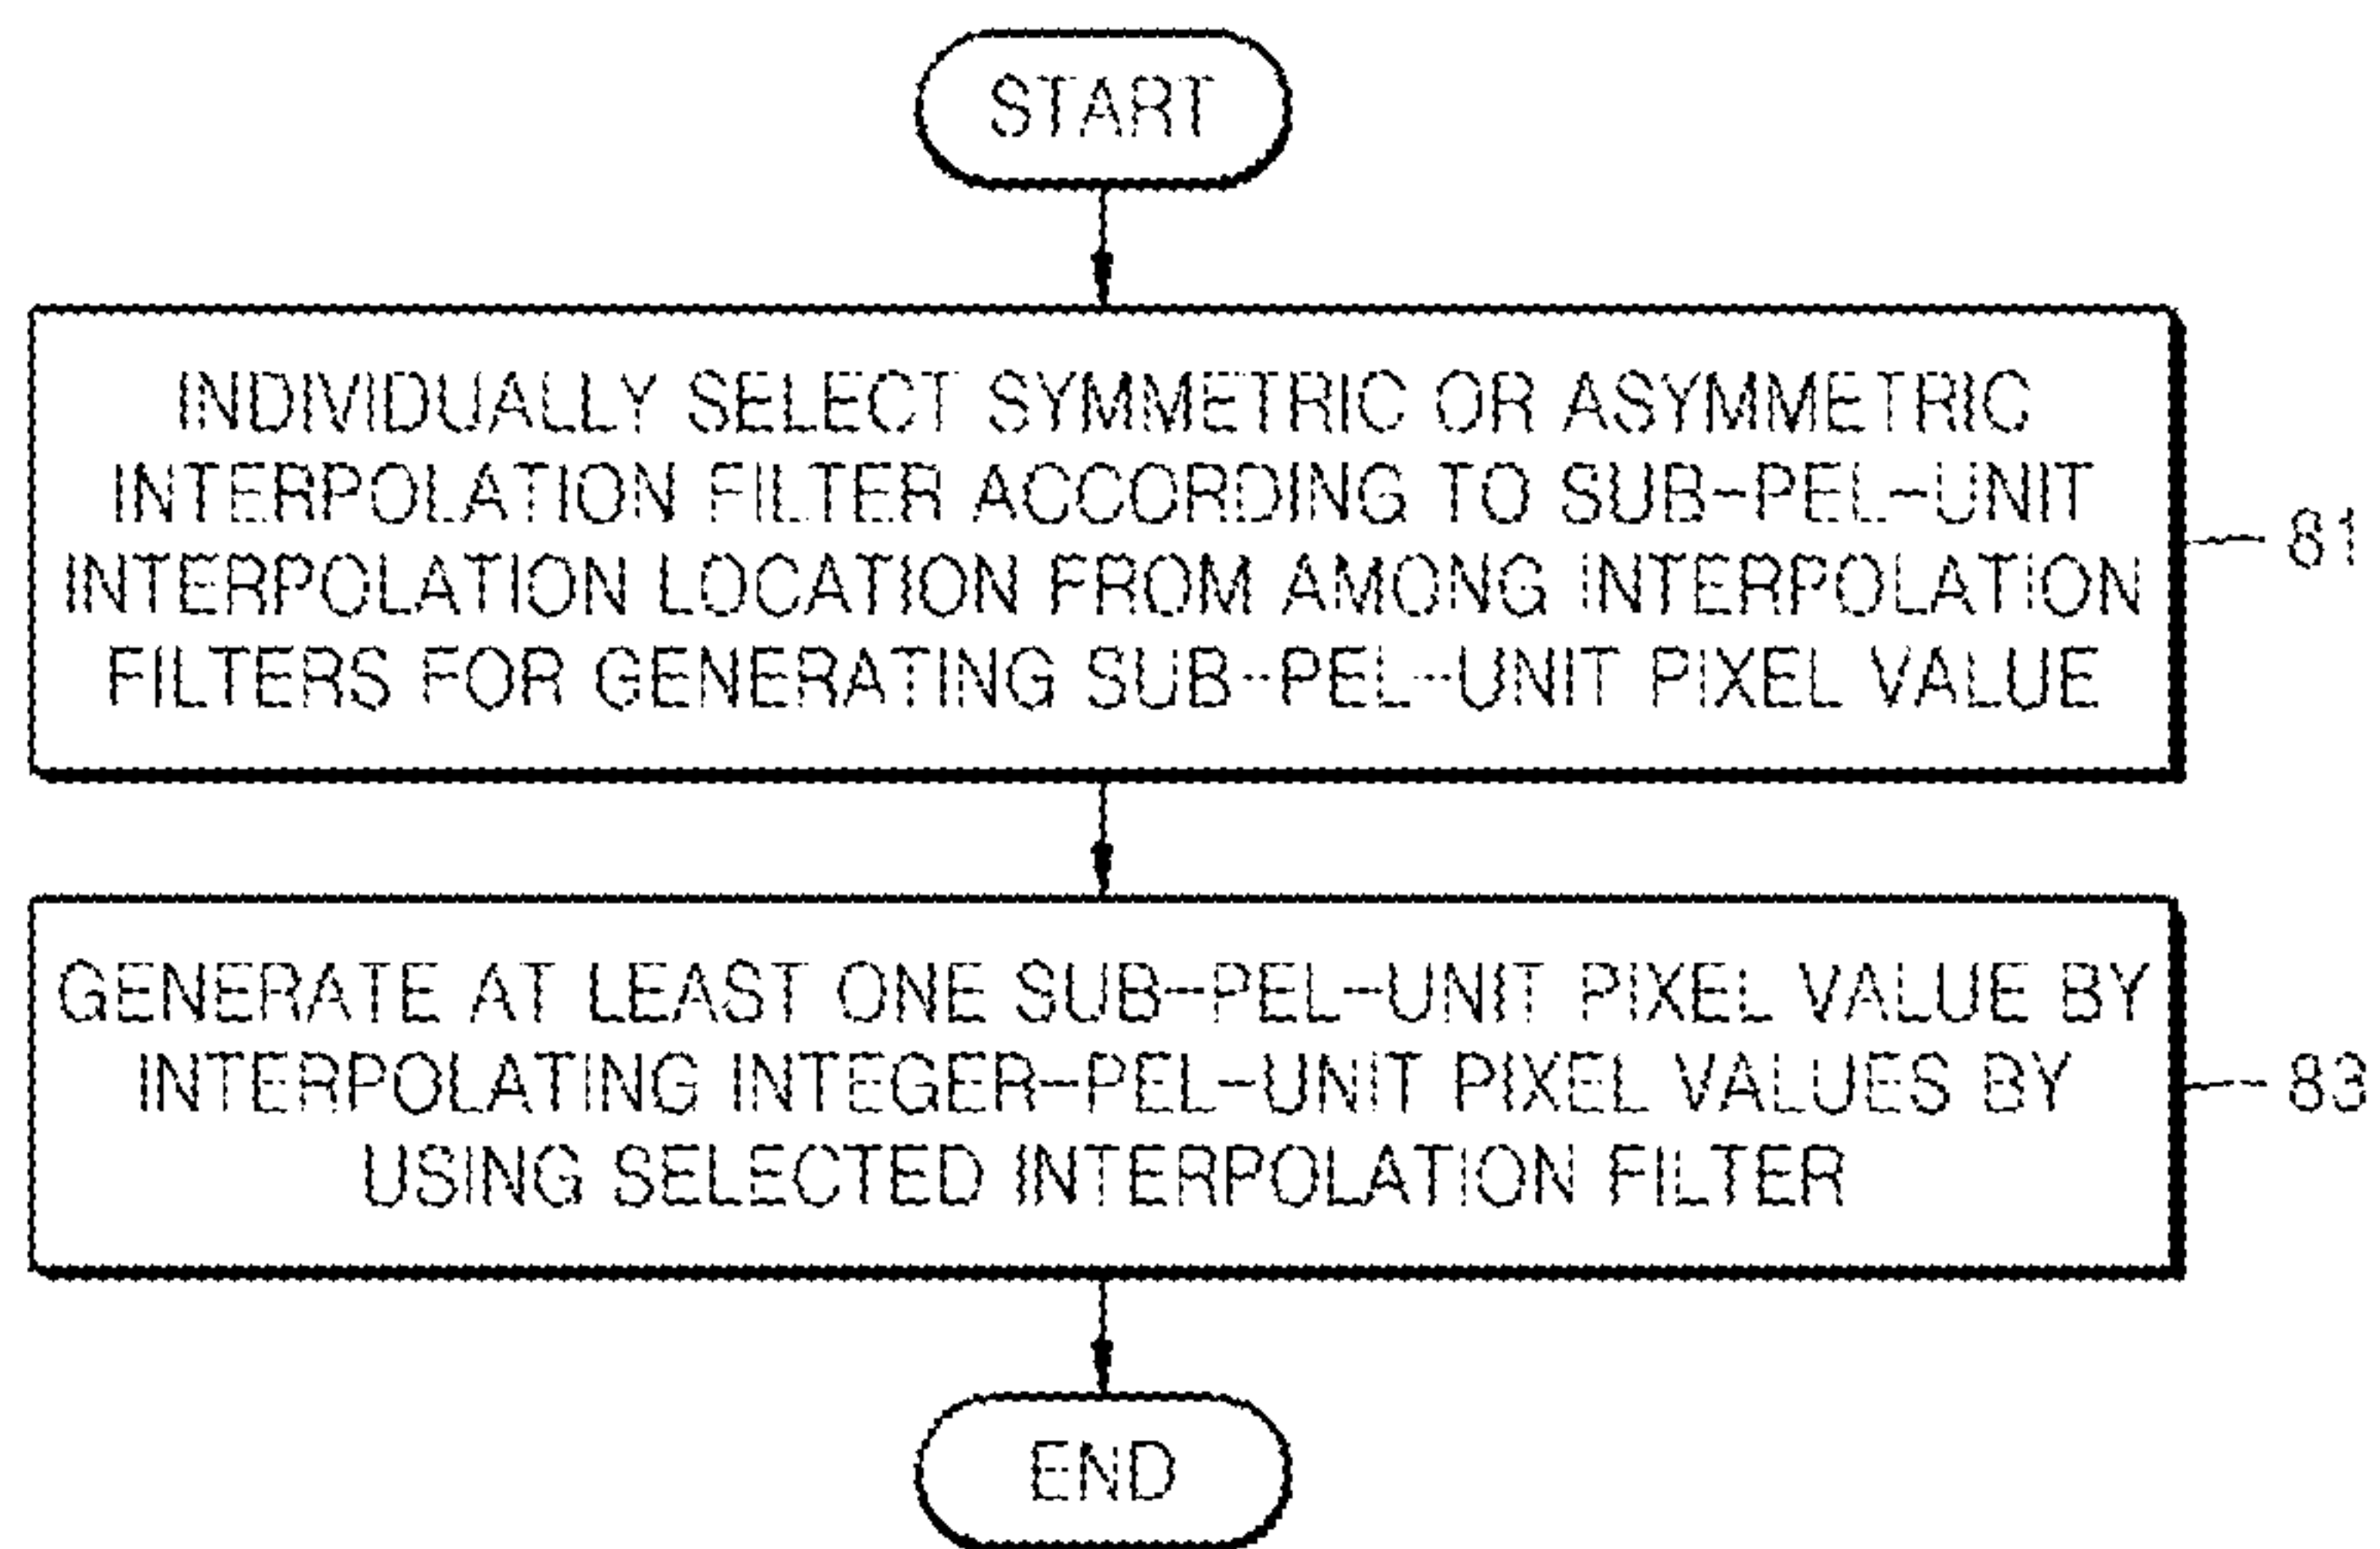 START
INDIVIDUALLY SELECT SYMMETRIC OR ASYMMETRIC
INTERPOLATION FILTER ACCORDING TO SUB-PEL-UNIT
INTERPOLATION LOCATION FROM AMONG INTERPOLATION
FILTERS FOR GENERATING SUB-PEL-UNIT PIXEL VALUE
81
GENERATE AT LEAST ONE SUB-PEL-UNIT PIXEL VALUE BY
INTERPOLATING INTEGER-PEL-UNIT PIXEL VALUES BY
USING SELECTED INTERPOLATION FILTER
83
END